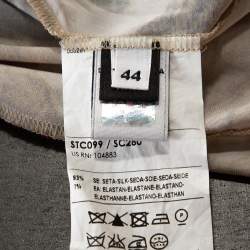 44
STC099 / SC260
US RN: 104883
93% SE: SETA-SILK-SEDA-SOIE-SEDA-SEIDE
7% EA: ELASTAN-ELASTANE-ELASTANO-
ELASTHANNE-ELASTHAN-ELASTANO